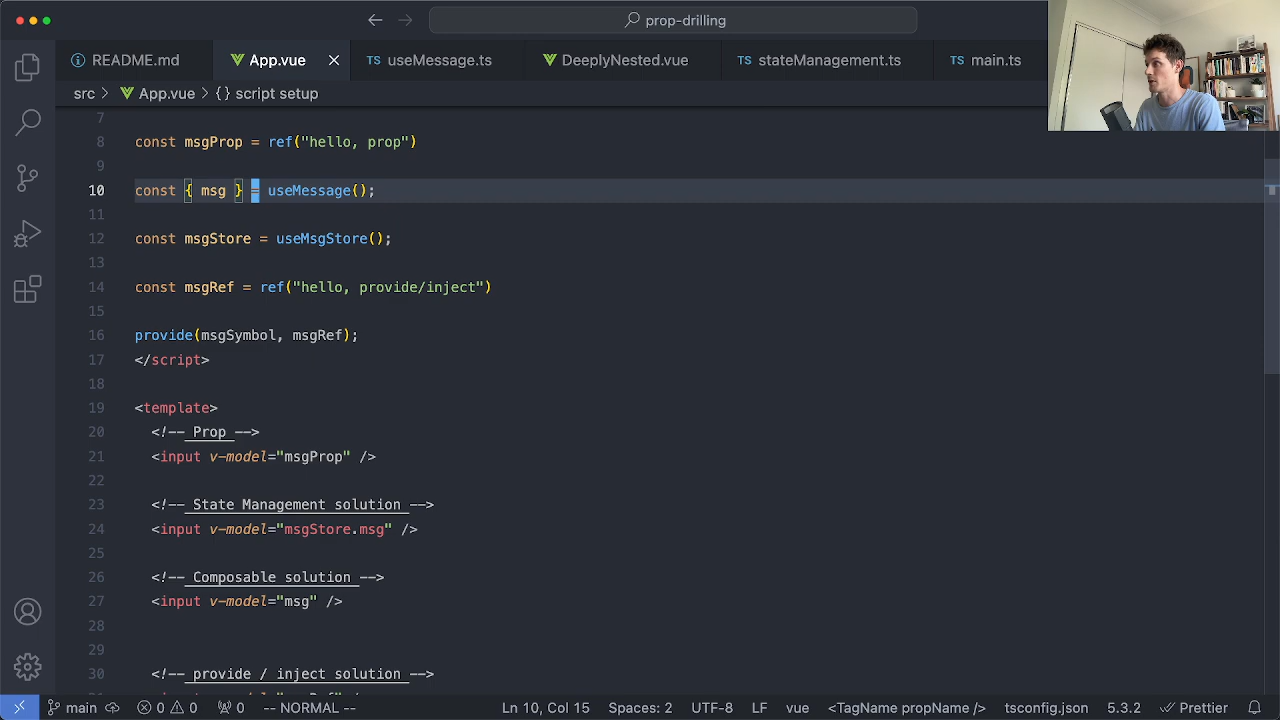 prop-drilling
README.md
App.vue
useMessage.ts
DeeplyNested.vue
stateManagement.ts
main.ts
src > App.vue > {} script setup
7
8 const msgProp = ref("hello, prop")
9
10 const { msg } = useMessage();
11
12 const msgStore = useMsgStore();
13
14 const msgRef = ref("hello, provide/inject")
15
16 provide(msgSymbol, msgRef);
17 </script>
18
19 <template>
20 <!-- Prop -->
21 <input v-model="msgProp" />
22
23 <!-- State Management solution -->
24 <input v-model="msgStore.msg" />
25
26 <!-- Composable solution -->
27 <input v-model="msg" />
28
29
30 <!-- provide / inject solution -->
main 0 0 0 -- NORMAL -- Ln 10, Col 15 Spaces: 2 UTF-8 LF vue <TagName propName /> tsconfig.json 5.3.2 Prettier